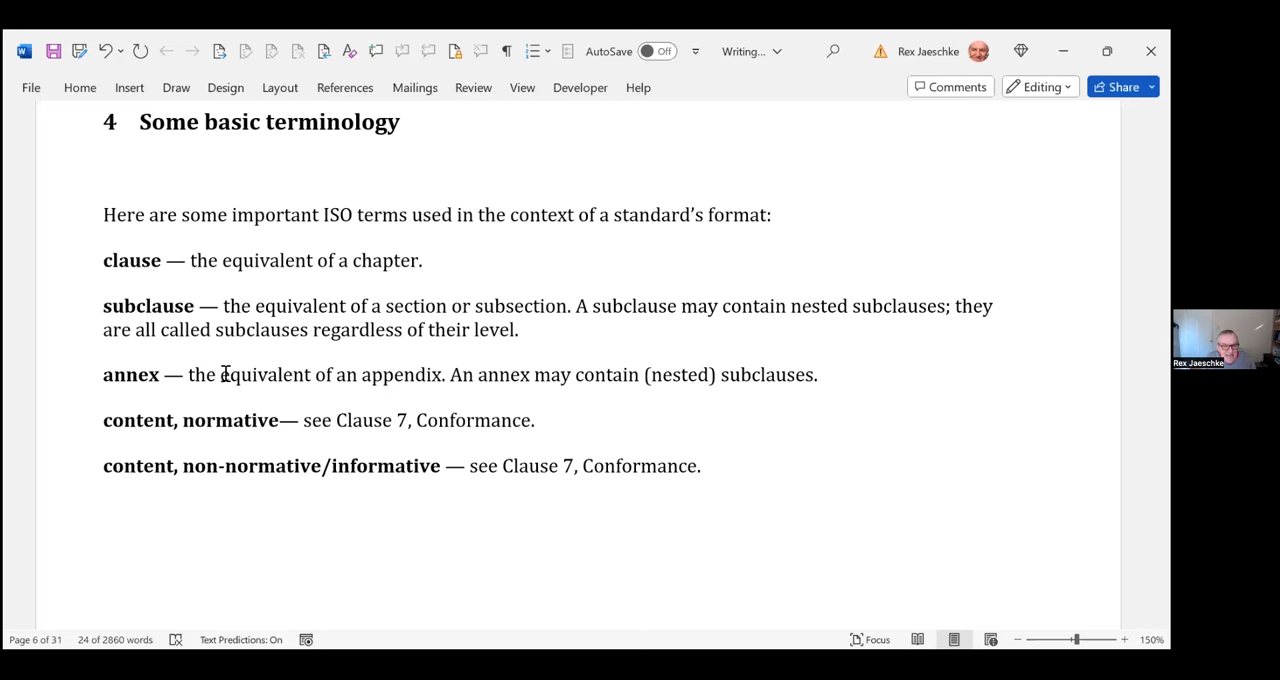 AutoSave Off Writing... Rex Jaeschke
File Home Insert Draw Design Layout References Mailings Review View Developer Help Comments Editing Share
4 Some basic terminology
Here are some important ISO terms used in the context of a standard's format:
clause — the equivalent of a chapter.
subclause — the equivalent of a section or subsection. A subclause may contain nested subclauses; they
are all called subclauses regardless of their level.
Rex Jaeschke
annex — the equivalent of an appendix. An annex may contain (nested) subclauses.
content, normative— see Clause 7, Conformance.
content, non-normative/informative — see Clause 7, Conformance.
Page 6 of 31 24 of 2860 words Text Predictions: On Focus 150%